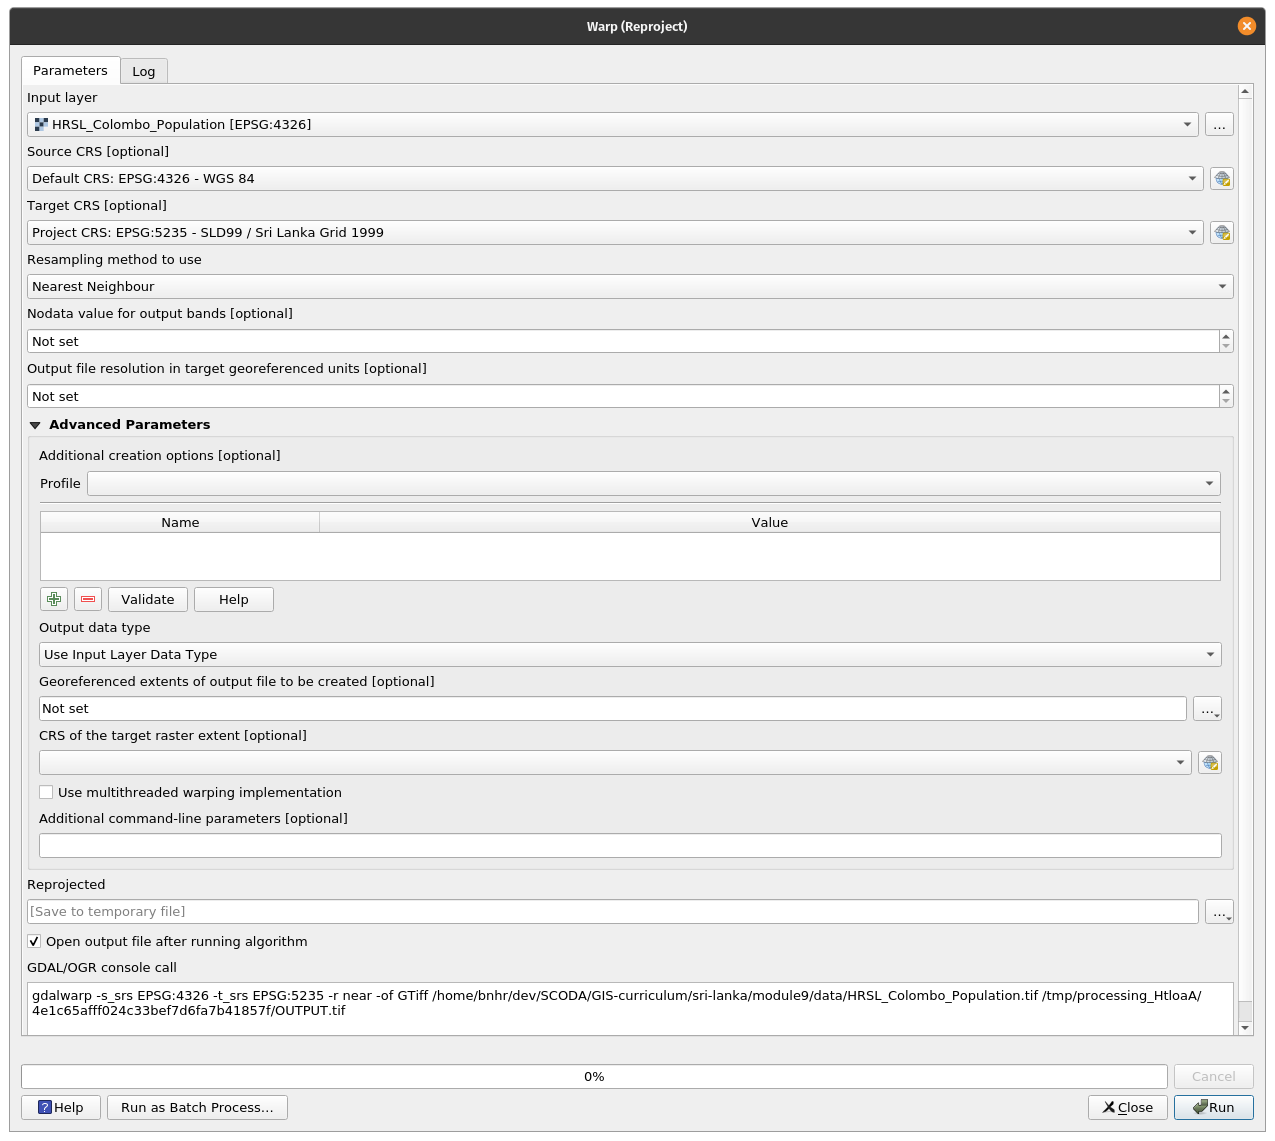 Warp (Reproject)
Parameters
Log
Input layer
HRSL_Colombo_Population [EPSG:4326]
...
Source CRS [optional]
Default CRS: EPSG:4326 - WGS 84
Target CRS [optional]
Project CRS: EPSG:5235 - SLD99 / Sri Lanka Grid 1999
Resampling method to use
Nearest Neighbour
Nodata value for output bands [optional]
Not set
Output file resolution in target georeferenced units [optional]
Not set
Advanced Parameters
Additional creation options [optional]
Profile
Name Value
Validate Help
Output data type
Use Input Layer Data Type
Georeferenced extents of output file to be created [optional]
Not set
...
CRS of the target raster extent [optional]
Use multithreaded warping implementation
Additional command-line parameters [optional]
Reprojected
[Save to temporary file]
...
Open output file after running algorithm
GDAL/OGR console call
gdalwarp -s_srs EPSG:4326 -t_srs EPSG:5235 -r near -of GTiff /home/bnhr/dev/SCODA/GIS-curriculum/sri-lanka/module9/data/HRSL_Colombo_Population.tif /tmp/processing_HtloaA/
4e1c65afff024c33bef7d6fa7b41857f/OUTPUT.tif
0%
Cancel
? Help
Run as Batch Process...
Close
Run